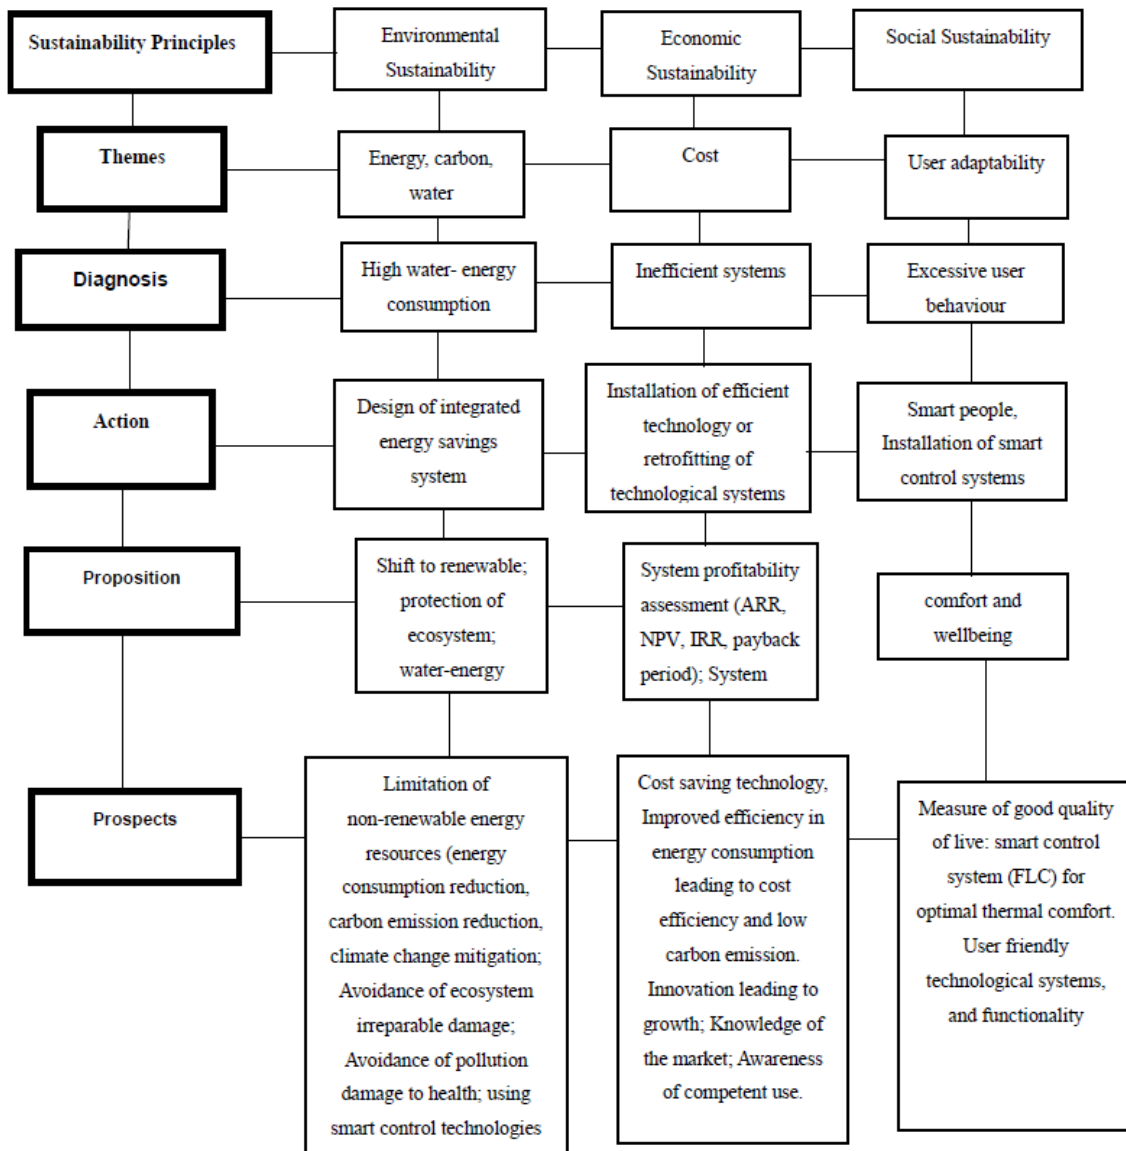 Sustainability Principles
Environmental
Sustainability
Economic
Sustainability
Social Sustainability
Themes
Energy, carbon,
water
Cost
User adaptability
Diagnosis
High water- energy
consumption
Inefficient systems
Excessive user
behaviour
Action
Design of integrated
energy savings
system
Installation of efficient
technology or
retrofitting of
technological systems
Smart people,
Installation of smart
control systems
Proposition
Shift to renewable;
protection of
ecosystem;
water-energy
System profitability
assessment (ARR,
NPV, IRR, payback
period); System
comfort and
wellbeing
Prospects
Limitation of
non-renewable energy
resources (energy
consumption reduction,
carbon emission reduction,
climate change mitigation;
Avoidance of ecosystem
irreparable damage;
Avoidance of pollution
damage to health; using
smart control technologies
Cost saving technology,
Improved efficiency in
energy consumption
leading to cost
efficiency and low
carbon emission.
Innovation leading to
growth; Knowledge of
the market; Awareness
of competent use.
Measure of good quality
of live: smart control
system (FLC) for
optimal thermal comfort.
User friendly
technological systems,
and functionality